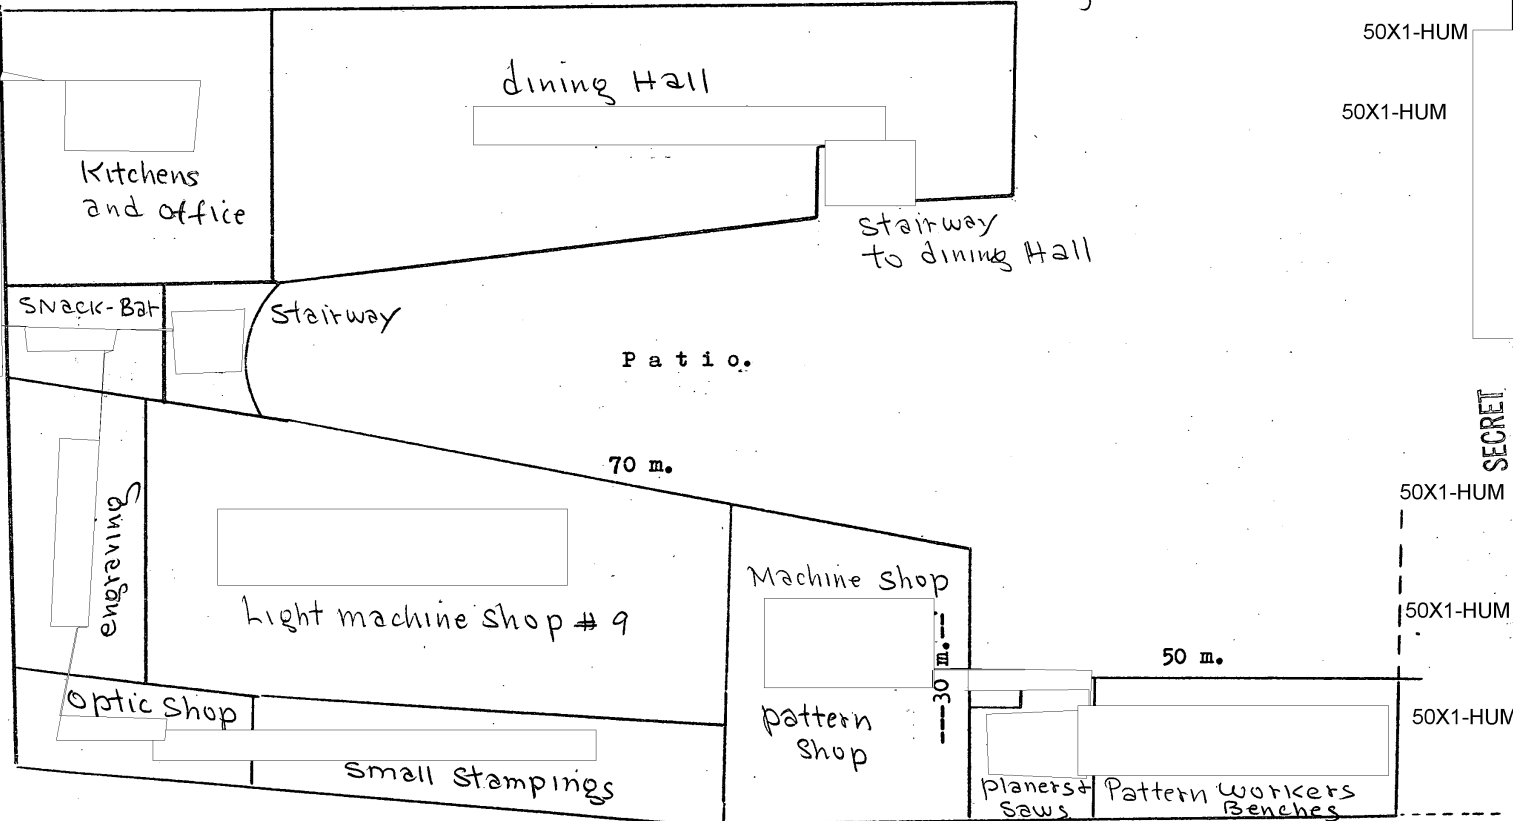 50X1-HUM
dining Hall
50X1-HUM
Kitchens
and office
Stairway
to dining Hall
Snack-Bar
Stairway
Patio.
SECRET
70 m.
50X1-HUM
engraving
Machine Shop
Light machine Shop # 9
50X1-HUM
30 m.
50 m.
Optic Shop
pattern
Shop
50X1-HUM
Small Stampings
planers &
Saws
Pattern workers
Benches